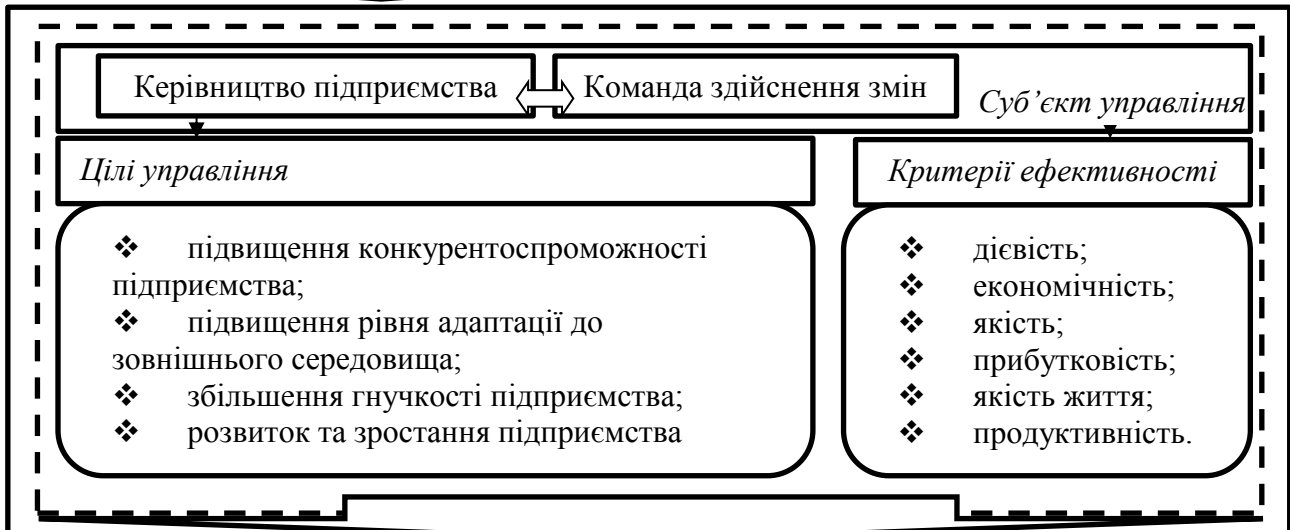 Керівництво підприємства
Команда здійснення змін
Суб’єкт управління
Цілі управління
❖ підвищення конкурентоспроможності
підприємства;
❖ підвищення рівня адаптації до
зовнішнього середовища;
❖ збільшення гнучкості підприємства;
❖ розвиток та зростання підприємства
Критерії ефективності
❖ дієвість;
❖ економічність;
❖ якість;
❖ прибутковість;
❖ якість життя;
❖ продуктивність.